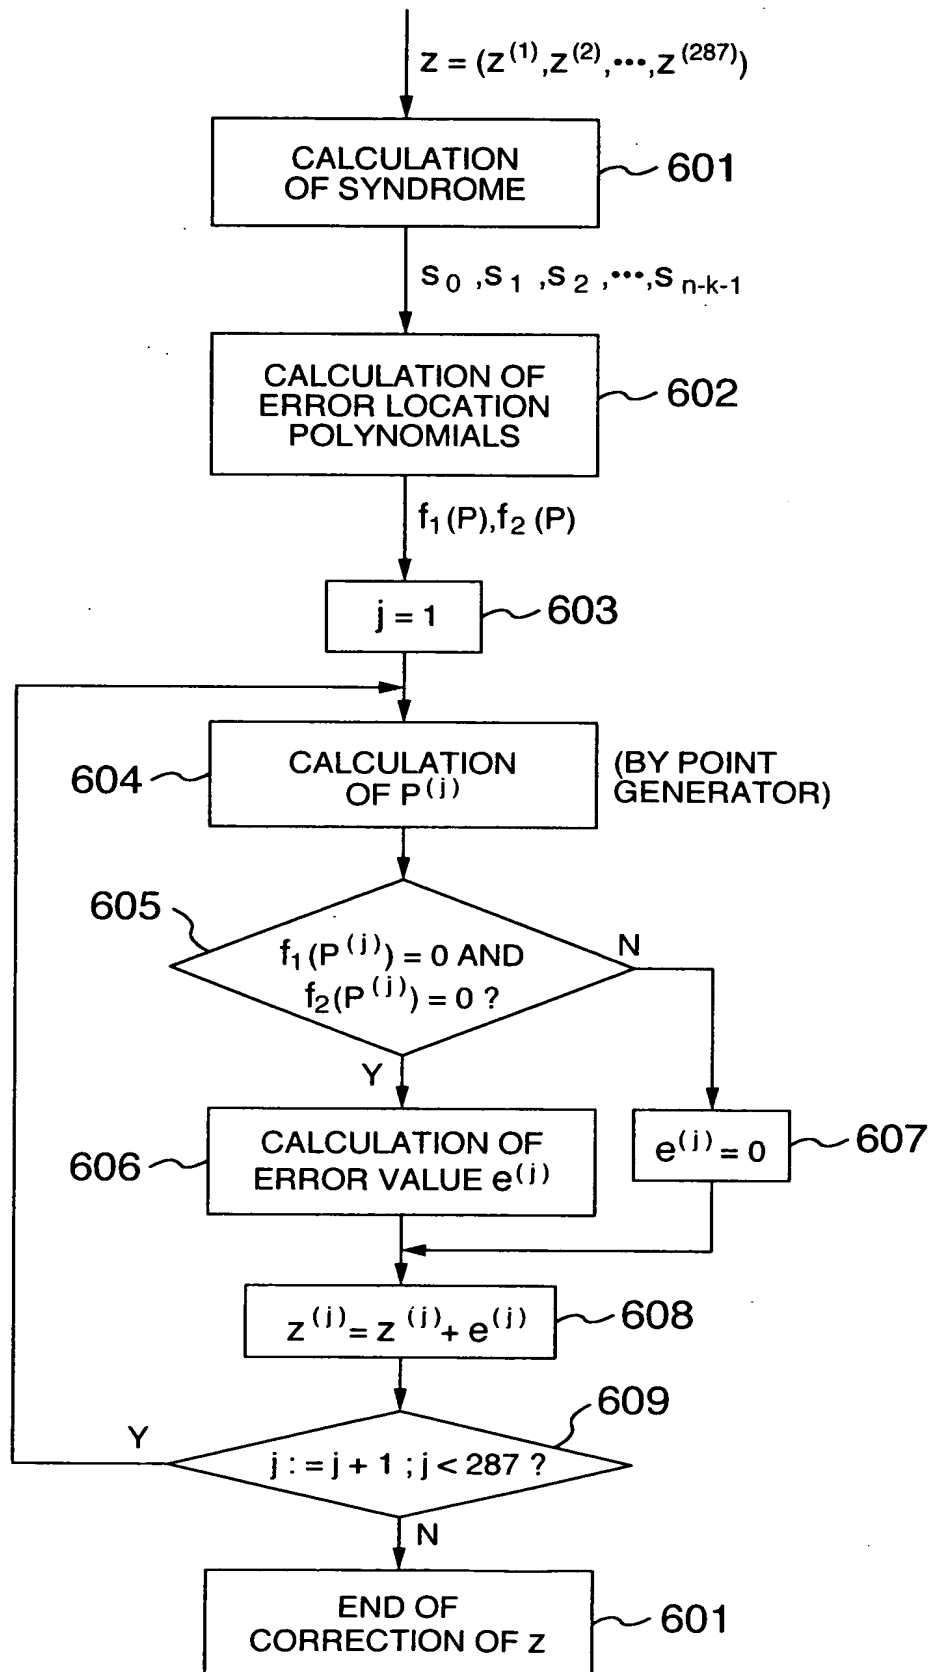 z = (z⁽¹⁾,z⁽²⁾,⋯,z⁽²⁸⁷⁾)
CALCULATION
OF SYNDROME
601
s₀ ,s₁ ,s₂ ,⋯,sₙ₋ₖ₋₁
CALCULATION OF
ERROR LOCATION
POLYNOMIALS
602
f₁(P),f₂(P)
j = 1
603
604
CALCULATION
OF P⁽ʲ⁾
(BY POINT
GENERATOR)
605
f₁(P⁽ʲ⁾) = 0 AND
f₂(P⁽ʲ⁾) = 0 ?
N
Y
606
CALCULATION OF
ERROR VALUE e⁽ʲ⁾
e⁽ʲ⁾ = 0
607
z⁽ʲ⁾ = z⁽ʲ⁾ + e⁽ʲ⁾
608
609
Y
j : = j + 1 ; j < 287 ?
N
END OF
CORRECTION OF z
601